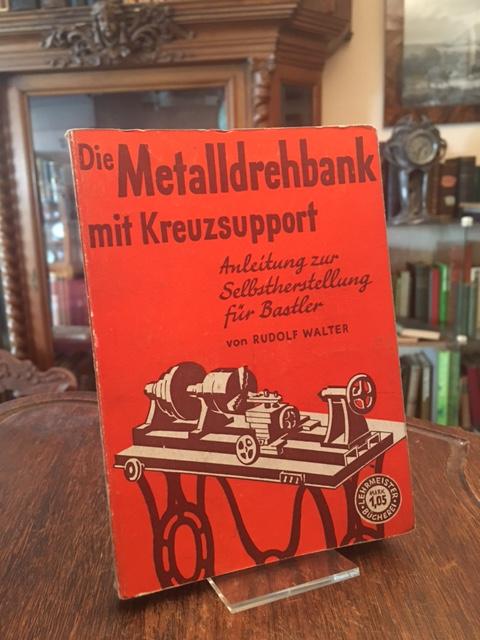 Die Metalldrehbank
mit Kreuzsupport
Anleitung zur
Selbstherstellung
für Bastler
von RUDOLF WALTER
LEHRMEISTER
MARK
1,05
BÜCHEREI